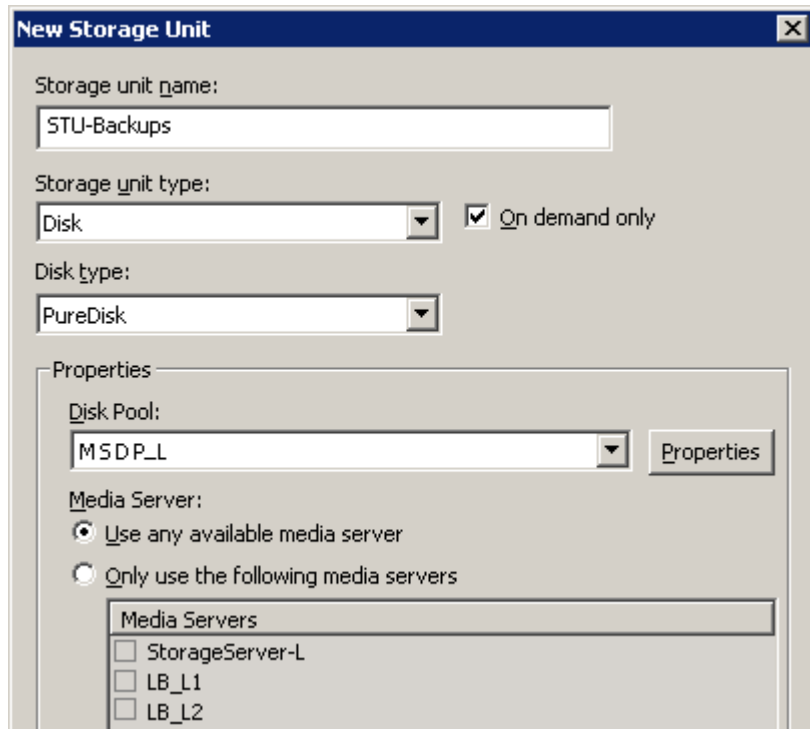 New Storage Unit
Storage unit name:
STU-Backups
Storage unit type:
Disk
On demand only
Disk type:
PureDisk
Properties
Disk Pool:
MSDP_L
Properties
Media Server:
Use any available media server
Only use the following media servers
Media Servers
StorageServer-L
LB_L1
LB_L2